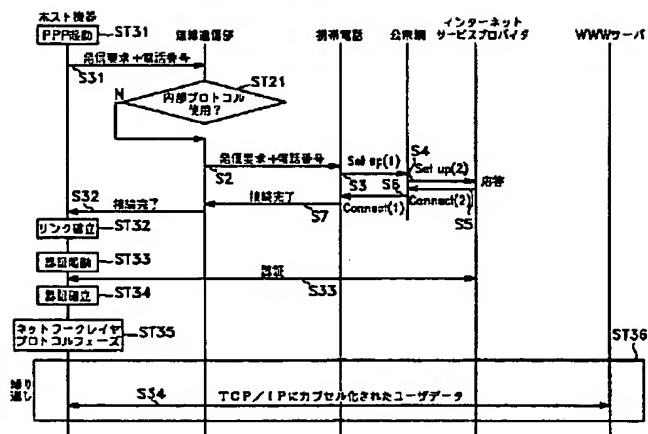 ホスト機器
無線通信部
携帯電話
公衆網
インターネット
サービスプロバイタ
WWWサーバ
PPP起動
ST31
発信要求+電話番号
S31
ST21
N
内部プロトコル
使用?
発信要求+電話番号
S2
Set up(1)
S3
S4
Set up(2)
応答
S6
Connect(1)
Connect(2)
S5
接続完了
S7
S32
接続完了
リンク確立
ST32
認証起動
ST33
認証
S33
認証確立
ST34
ネットワークレイヤ
プロトコルフェーズ
ST35
ST36
繰り
返し
S34
TCP/IPにカプセル化されたユーザデータ